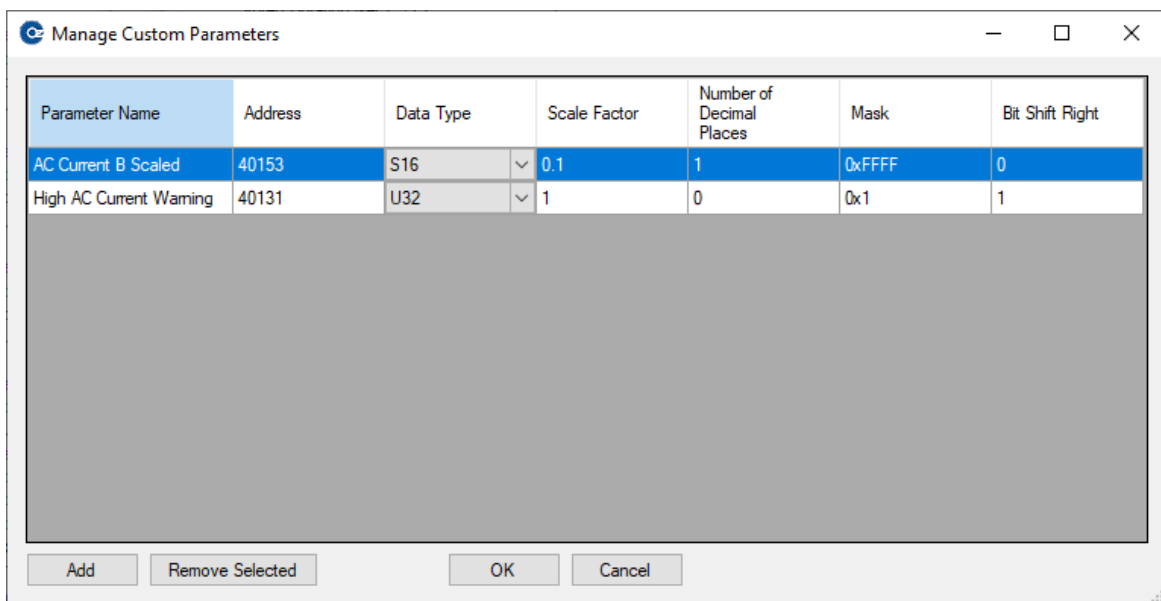 Manage Custom Parameters
Parameter Name Address Data Type Scale Factor Number of Decimal Places Mask Bit Shift Right
AC Current B Scaled 40153 S16 0.1 1 0xFFFF 0
High AC Current Warning 40131 U32 1 0 0x1 1
Add Remove Selected OK Cancel